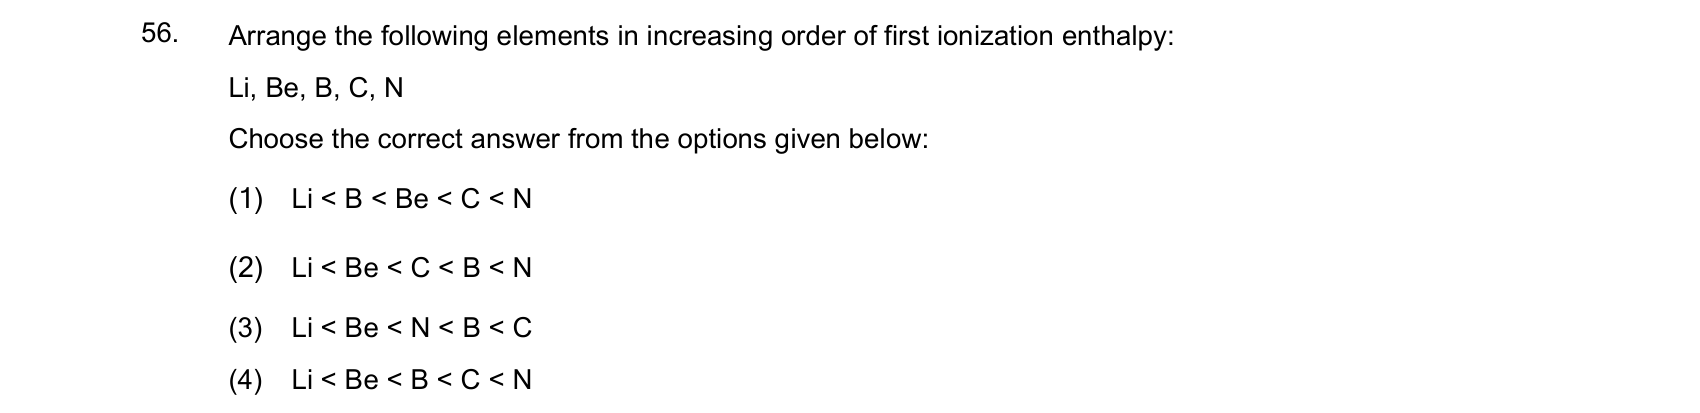 56. Arrange the following elements in increasing order of first ionization enthalpy:
Li, Be, B, C, N
Choose the correct answer from the options given below:
(1) Li < B < Be < C < N
(2) Li < Be < C < B < N
(3) Li < Be < N < B < C
(4) Li < Be < B < C < N